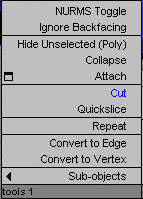 NURMS Toggle
Ignore Backfacing
Hide Unselected (Poly)
Collapse
Attach
Cut
Quickslice
Repeat
Convert to Edge
Convert to Vertex
Sub-objects
tools 1